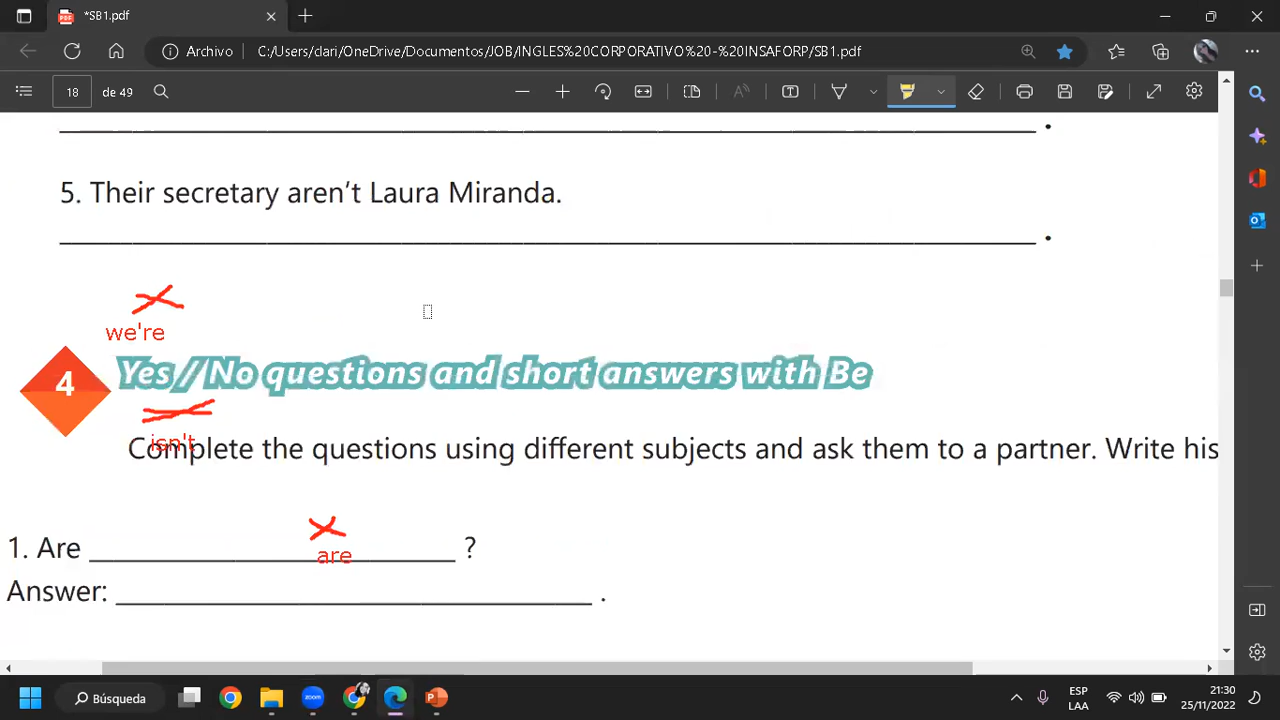 *SB1.pdf
Archivo C:/Users/clari/OneDrive/Documentos/JOB/INGLES%20CORPORATIVO%20-%20INSAFORP/SB1.pdf
18 de 49
5. Their secretary aren’t Laura Miranda.
we're
4 Yes/No questions and short answers with Be
isn't
Complete the questions using different subjects and ask them to a partner. Write his
1. Are ?
are
Answer: .
Búsqueda
zoom
ESP
LAA
21:30
25/11/2022